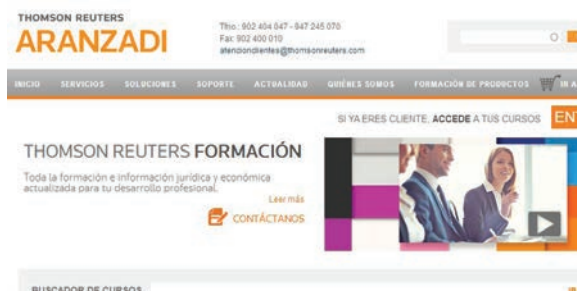 THOMSON REUTERS
ARANZADI
Tfno.: 902 404 047 - 947 245 070
Fax: 902 400 010
atencionclientes@thomsonreuters.com
INICIO SERVICIOS SOLUCIONES SOPORTE ACTUALIDAD QUIÉNES SOMOS FORMACIÓN DE PRODUCTOS IR A
SI YA ERES CLIENTE, ACCEDE A TUS CURSOS ENT
THOMSON REUTERS FORMACIÓN
Toda la formación e información jurídica y económica
actualizada para tu desarrollo profesional.
Leer más
CONTÁCTANOS
BUSCADOR DE CURSOS